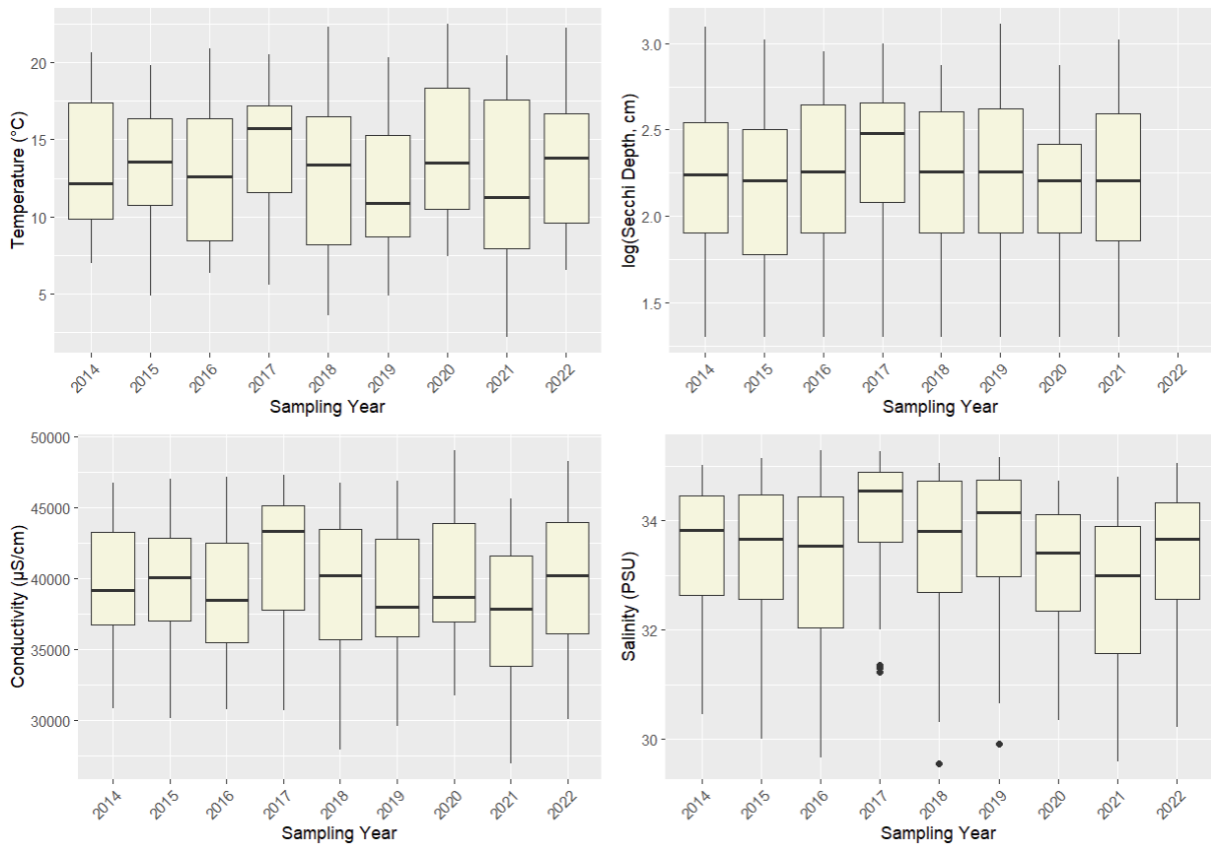 Temperature (°C)
20
15
10
5
2014 2015 2016 2017 2018 2019 2020 2021 2022
Sampling Year
log(Secchi Depth, cm)
3.0
2.5
2.0
1.5
2014 2015 2016 2017 2018 2019 2020 2021 2022
Sampling Year
Conductivity (µS/cm)
50000
45000
40000
35000
30000
2014 2015 2016 2017 2018 2019 2020 2021 2022
Sampling Year
Salinity (PSU)
34
32
30
2014 2015 2016 2017 2018 2019 2020 2021 2022
Sampling Year